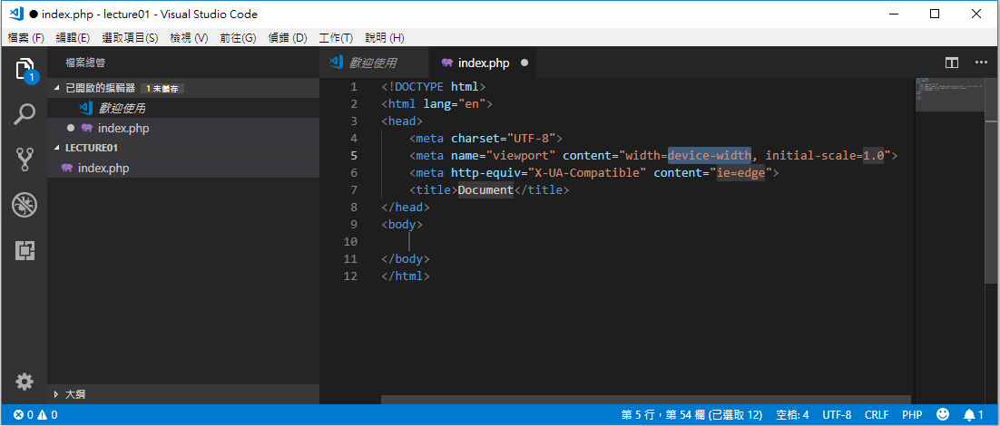 ● index.php - lecture01 - Visual Studio Code
檔案 (F) 編輯(E) 選取項目(S) 檢視 (V) 前往(G) 偵錯 (D) 工作(T) 說明 (H)
1
檔案總管
已開啟的編輯器 1 未儲存
歡迎使用
● index.php
LECTURE01
index.php
大綱
歡迎使用 index.php ●
1 <!DOCTYPE html>
2 <html lang="en">
3 <head>
4     <meta charset="UTF-8">
5     <meta name="viewport" content="width=device-width, initial-scale=1.0">
6     <meta http-equiv="X-UA-Compatible" content="ie=edge">
7     <title>Document</title>
8 </head>
9 <body>
10
11 </body>
12 </html>
0 0 第 5 行，第 54 欄 (已選取 12) 空格: 4 UTF-8 CRLF PHP 1